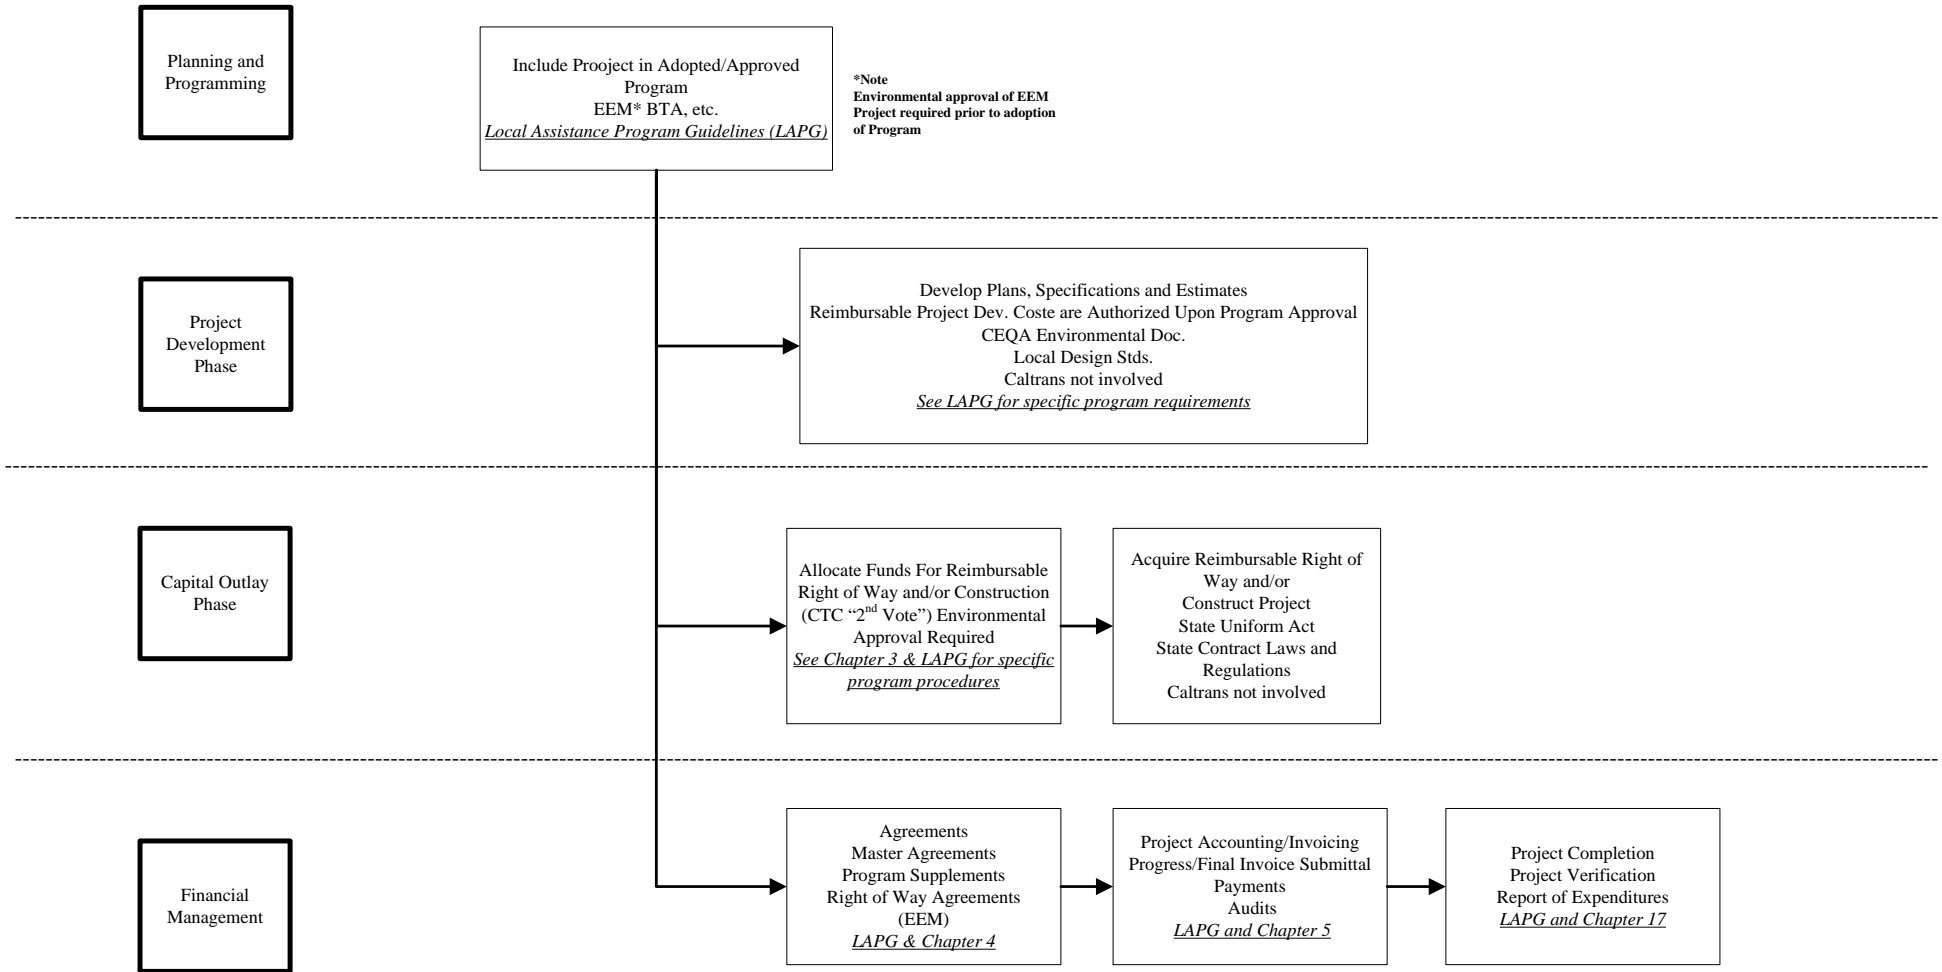 Planning and
Programming
Include Prooject in Adopted/Approved
Program
EEM* BTA, etc.
Local Assistance Program Guidelines (LAPG)
*Note
Environmental approval of EEM
Project required prior to adoption
of Program
Project
Development
Phase
Develop Plans, Specifications and Estimates
Reimbursable Project Dev. Coste are Authorized Upon Program Approval
CEQA Environmental Doc.
Local Design Stds.
Caltrans not involved
See LAPG for specific program requirements
Capital Outlay
Phase
Allocate Funds For Reimbursable
Right of Way and/or Construction
(CTC “2nd Vote”) Environmental
Approval Required
See Chapter 3 & LAPG for specific
program procedures
Acquire Reimbursable Right of
Way and/or
Construct Project
State Uniform Act
State Contract Laws and
Regulations
Caltrans not involved
Financial
Management
Agreements
Master Agreements
Program Supplements
Right of Way Agreements
(EEM)
LAPG & Chapter 4
Project Accounting/Invoicing
Progress/Final Invoice Submittal
Payments
Audits
LAPG and Chapter 5
Project Completion
Project Verification
Report of Expenditures
LAPG and Chapter 17